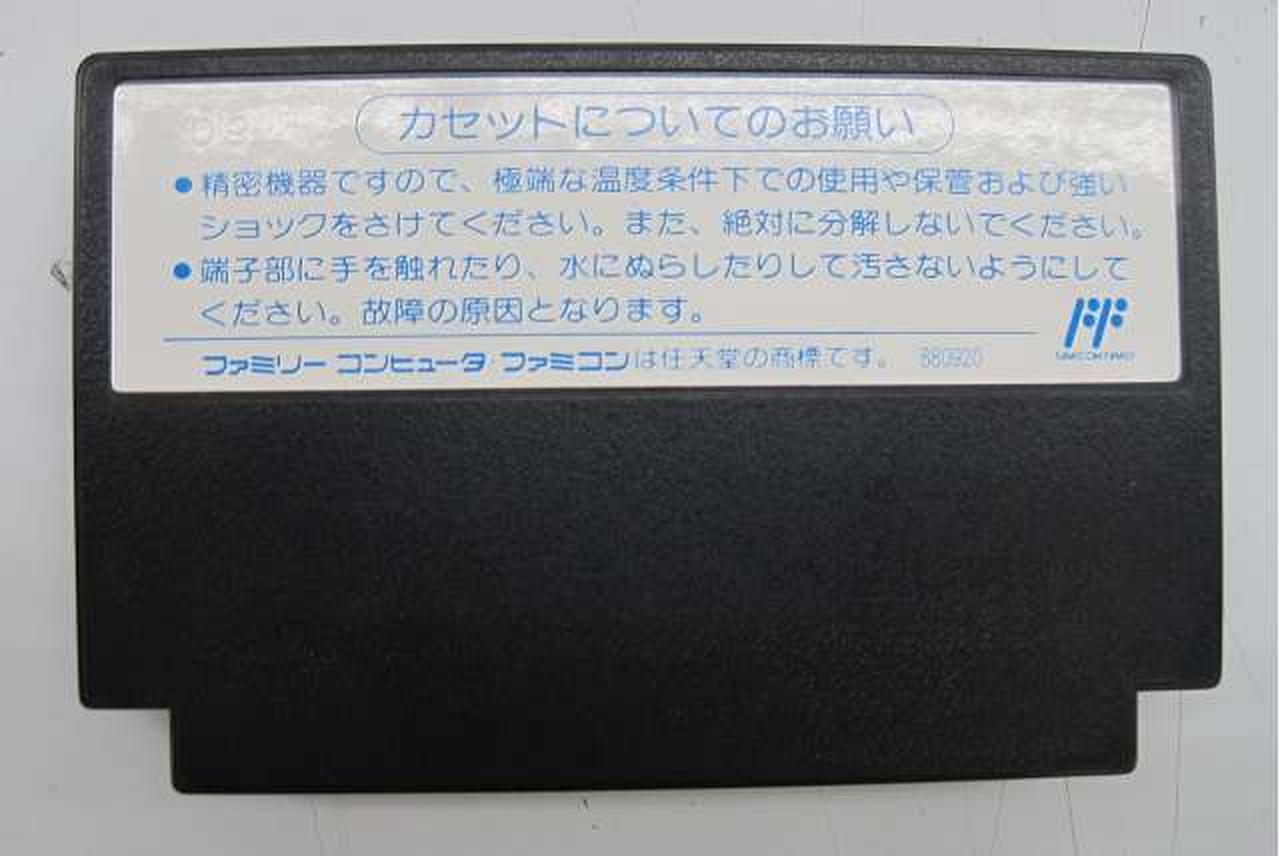 カセットについてのお願い
●精密機器ですので、極端な温度条件下での使用や保管および強い
ショックをさけてください。また、絶対に分解しないでください。
●端子部に手を触れたり、水にぬらしたりして汚さないようにして
ください。故障の原因となります。
ファミリー コンピュータ・ファミコンは任天堂の商標です。 880920